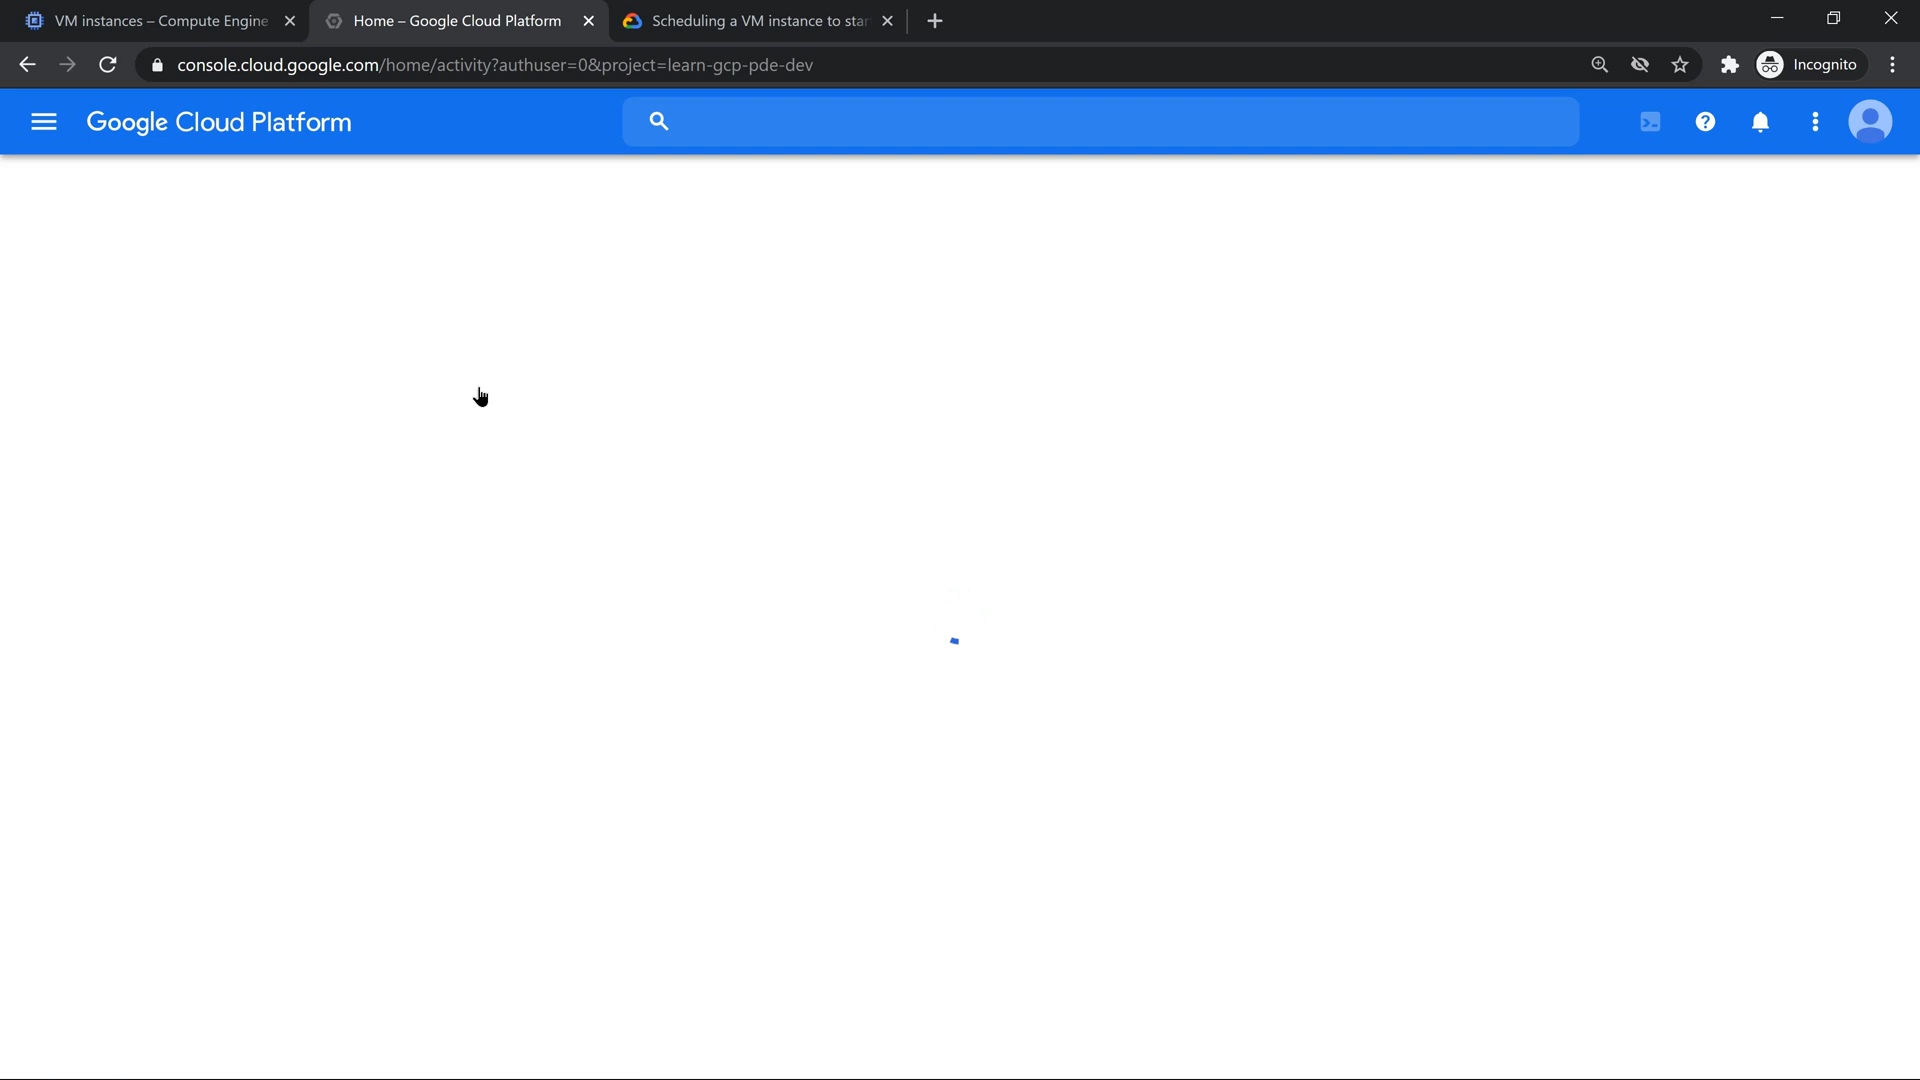 VM instances – Compute Engine
Home – Google Cloud Platform
Scheduling a VM instance to star
console.cloud.google.com/home/activity?authuser=0&project=learn-gcp-pde-dev
Incognito
Google Cloud Platform